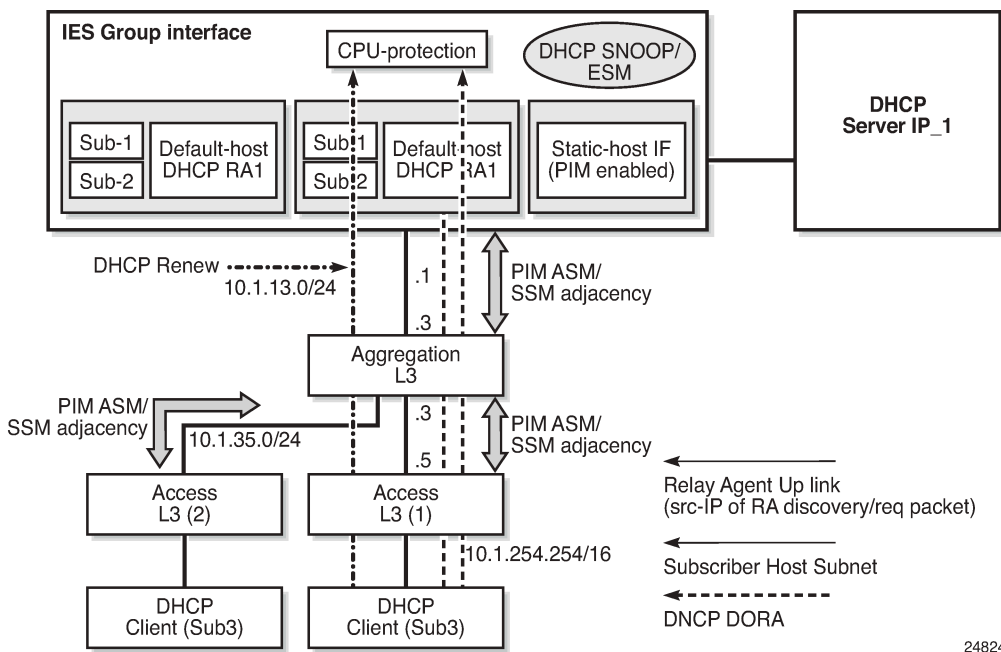 IES Group interface
CPU-protection
DHCP SNOOP/
ESM
DHCP
Server IP_1
Sub-1
Sub-2
Default-host
DHCP RA1
Sub-1
Sub-2
Default-host
DHCP RA1
Static-host IF
(PIM enabled)
DHCP Renew
10.1.13.0/24
.1
.3
PIM ASM/
SSM adjacency
Aggregation
L3
PIM ASM/
SSM adjacency
10.1.35.0/24
.3
.5
PIM ASM/
SSM adjacency
Access
L3 (2)
Access
L3 (1)
10.1.254.254/16
DHCP
Client (Sub3)
DHCP
Client (Sub3)
Relay Agent Up link
(src-IP of RA discovery/req packet)
Subscriber Host Subnet
DNCP DORA
24824